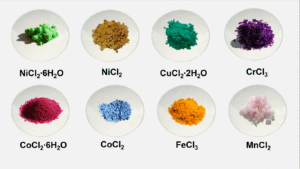 NiCl₂·6H₂O NiCl₂ CuCl₂·2H₂O CrCl₃
CoCl₂·6H₂O CoCl₂ FeCl₃ MnCl₂